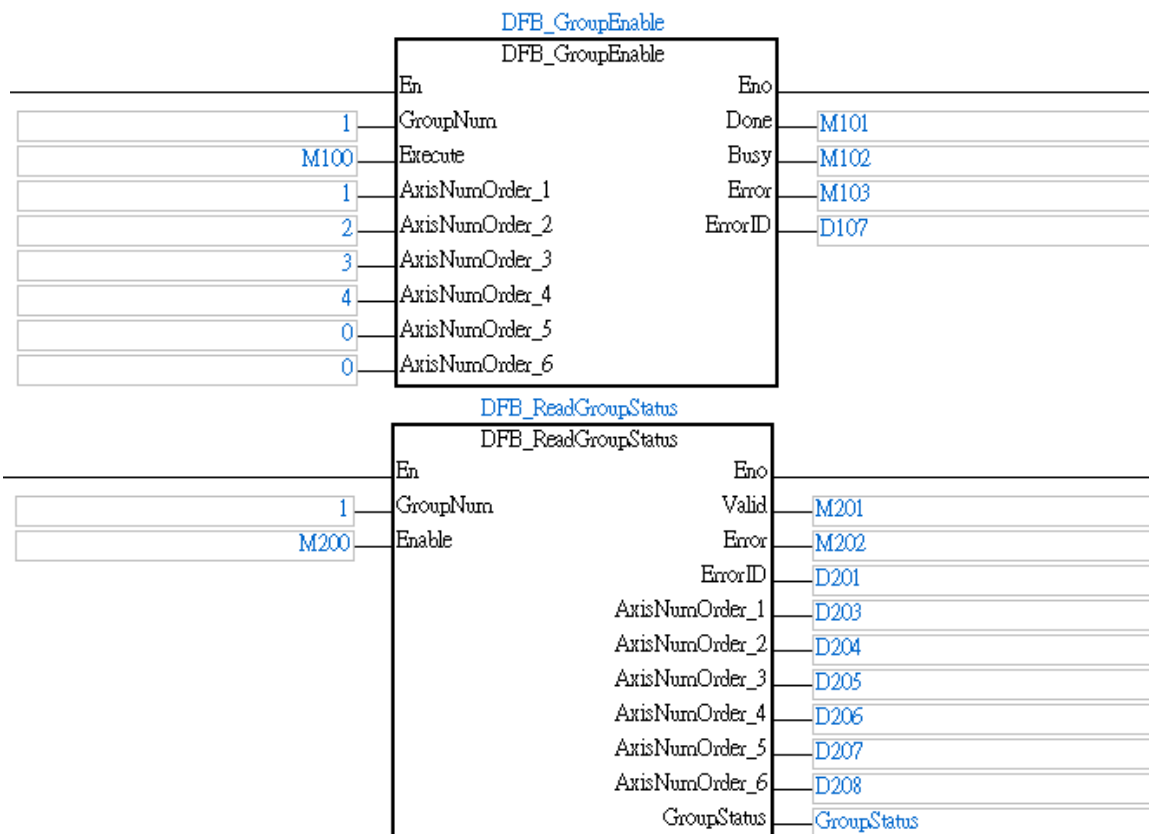 DFB_GroupEnable
DFB_GroupEnable
En Eno
1 GroupNum Done M101
M100 Execute Busy M102
1 AxisNumOrder_1 Error M103
2 AxisNumOrder_2 ErrorID D107
3 AxisNumOrder_3
4 AxisNumOrder_4
0 AxisNumOrder_5
0 AxisNumOrder_6
DFB_ReadGroupStatus
DFB_ReadGroupStatus
En Eno
1 GroupNum Valid M201
M200 Enable Error M202
ErrorID D201
AxisNumOrder_1 D203
AxisNumOrder_2 D204
AxisNumOrder_3 D205
AxisNumOrder_4 D206
AxisNumOrder_5 D207
AxisNumOrder_6 D208
GroupStatus GroupStatus